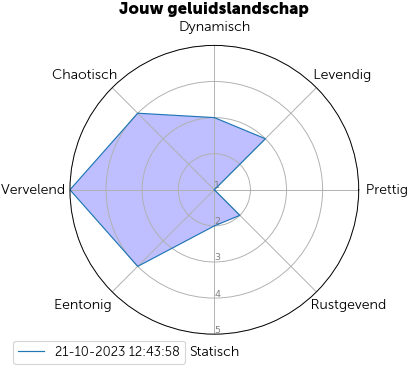 Jouw geluidslandschap
Dynamisch
Chaotisch
Levendig
Vervelend
Prettig
1
2
3
4
5
Eentonig
Rustgevend
Statisch
21-10-2023 12:43:58